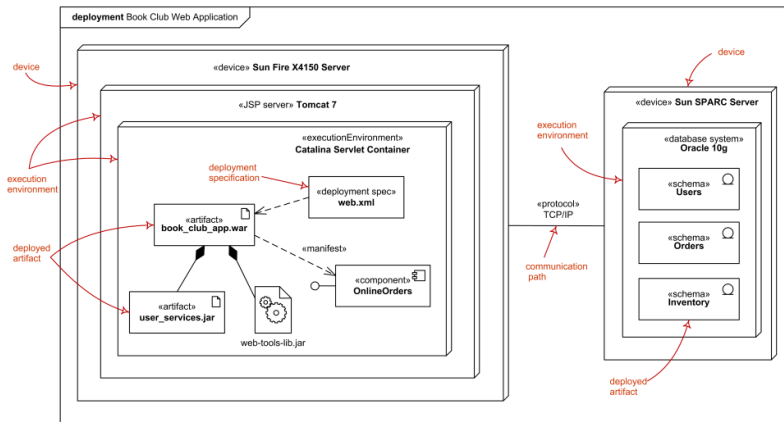 deployment Book Club Web Application
device
«device» Sun Fire X4150 Server
device
«device» Sun SPARC Server
«JSP server» Tomcat 7
«executionEnvironment»
Catalina Servlet Container
execution
environment
«database system»
Oracle 10g
execution
environment
deployment
specification
«deployment spec»
web.xml
«schema»
Users
«artifact»
book_club_app.war
«protocol»
TCP/IP
«schema»
Orders
deployed
artifact
«manifest»
communication
path
«component»
OnlineOrders
«schema»
Inventory
«artifact»
user_services.jar
web-tools-lib.jar
deployed
artifact